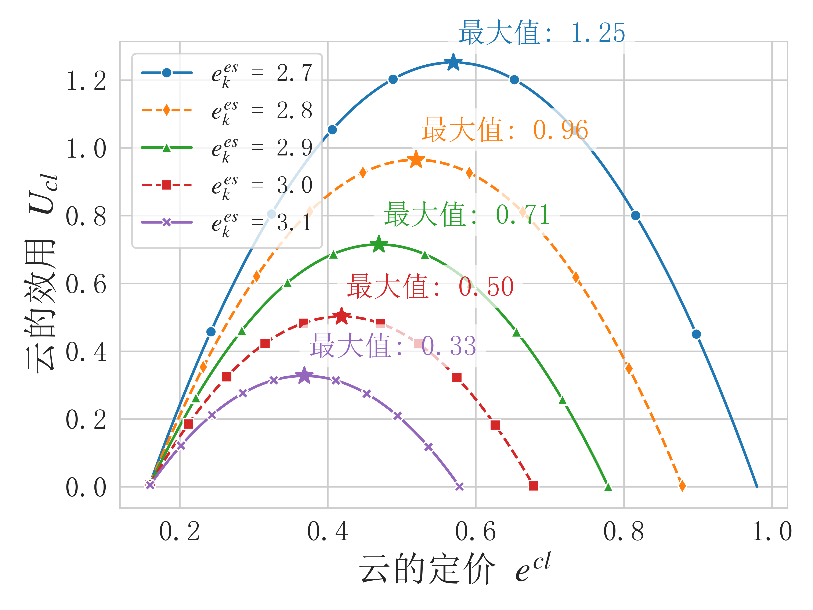 最大值: 1.25
e_k^{es} = 2.7
e_k^{es} = 2.8
e_k^{es} = 2.9
e_k^{es} = 3.0
e_k^{es} = 3.1
最大值: 0.96
最大值: 0.71
最大值: 0.50
最大值: 0.33
云的效用 U_{cl}
1.2
1.0
0.8
0.6
0.4
0.2
0.0
0.2
0.4
0.6
0.8
1.0
云的定价 e^{cl}